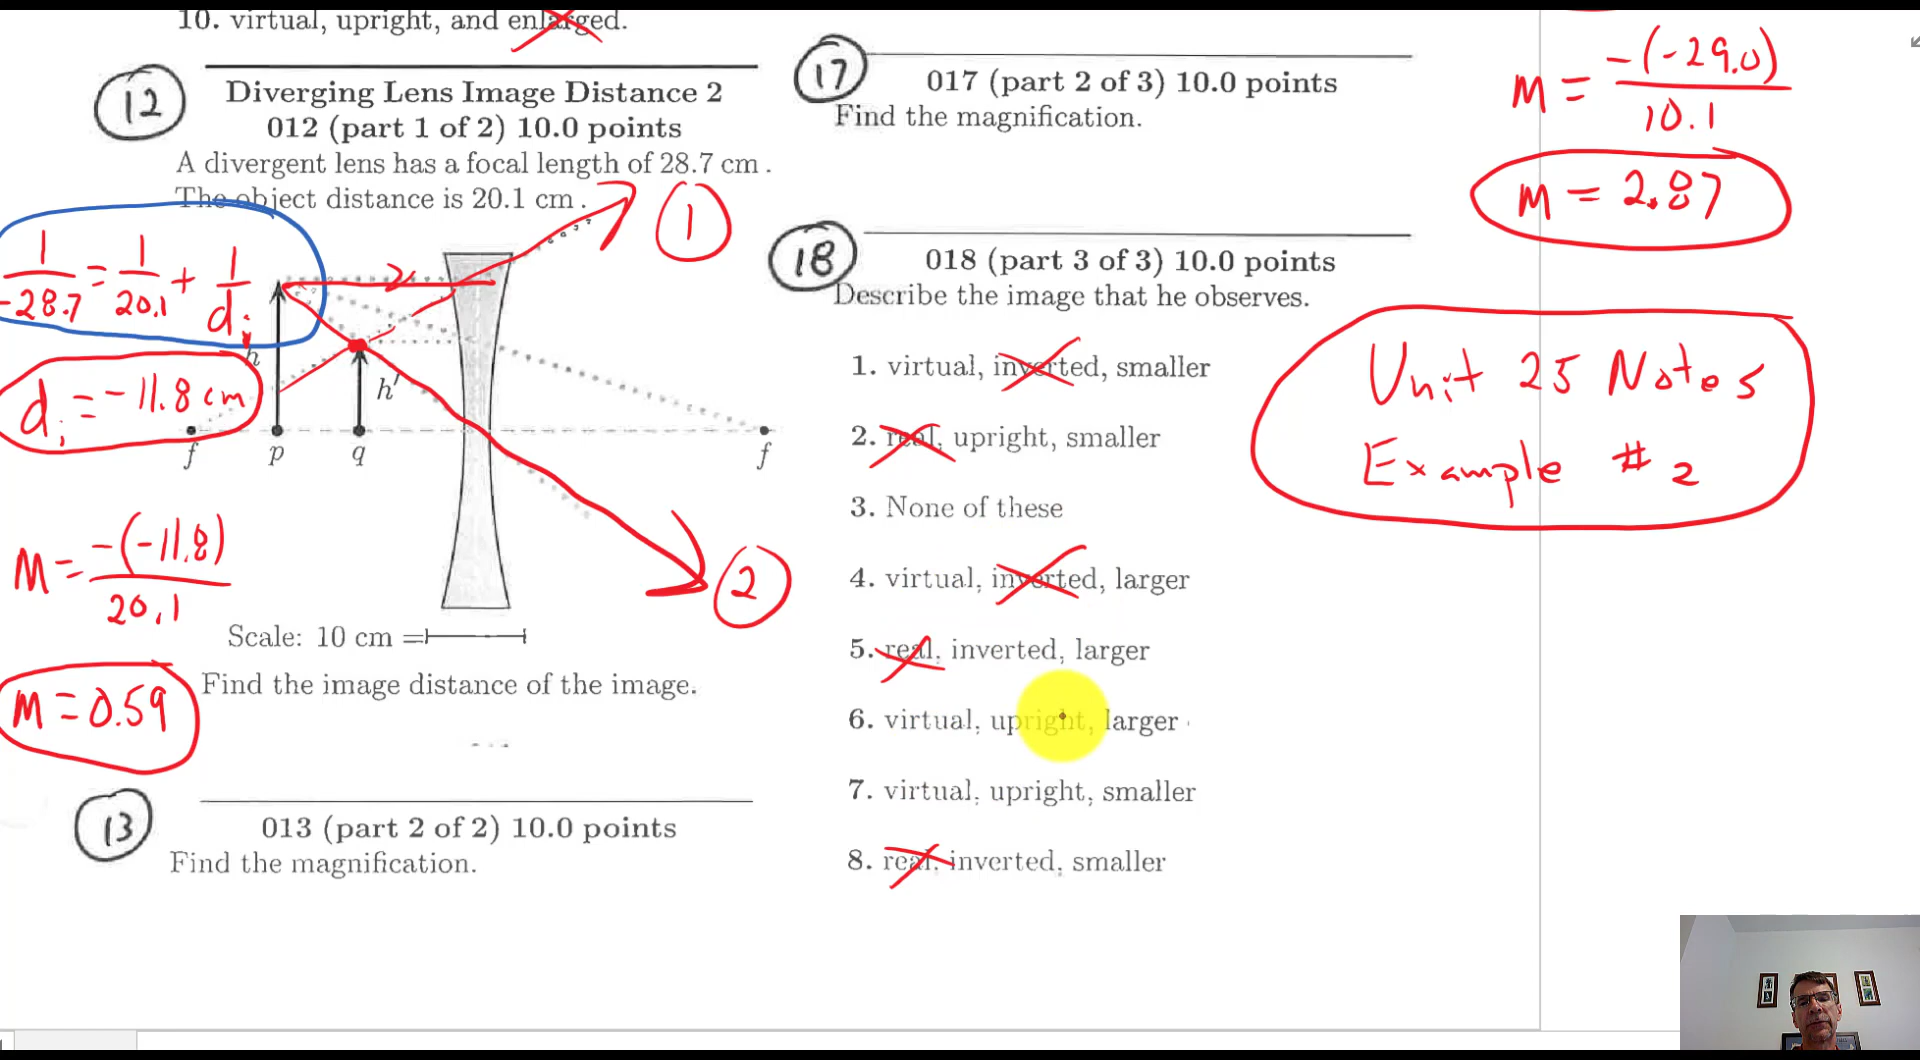 10. virtual, upright, and enlarged.
12
Diverging Lens Image Distance 2
012 (part 1 of 2) 10.0 points
A divergent lens has a focal length of 28.7 cm .
The object distance is 20.1 cm .
1
1/-28.7 = 1/20.1 + 1/di
h
di = -11.8 cm
h′
f p q f
M = -(-11.8)/20.1
2
Scale: 10 cm =
M = 0.59
Find the image distance of the image.
13
013 (part 2 of 2) 10.0 points
Find the magnification.
17
017 (part 2 of 3) 10.0 points
Find the magnification.
18
018 (part 3 of 3) 10.0 points
Describe the image that he observes.
1. virtual, inverted, smaller
2. real, upright, smaller
3. None of these
4. virtual, inverted, larger
5. real, inverted, larger
6. virtual, upright, larger
7. virtual, upright, smaller
8. real, inverted, smaller
M = -(-29.0)/10.1
M = 2.87
Unit 25 Notes
Example # 2